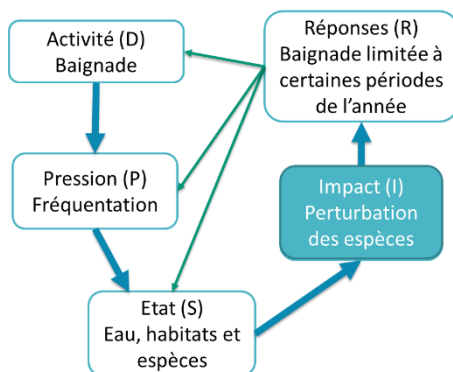 Activité (D)
Baignade
Réponses (R)
Baignade limitée à
certaines périodes
de l’année
Pression (P)
Fréquentation
Impact (I)
Perturbation
des espèces
Etat (S)
Eau, habitats et
espèces